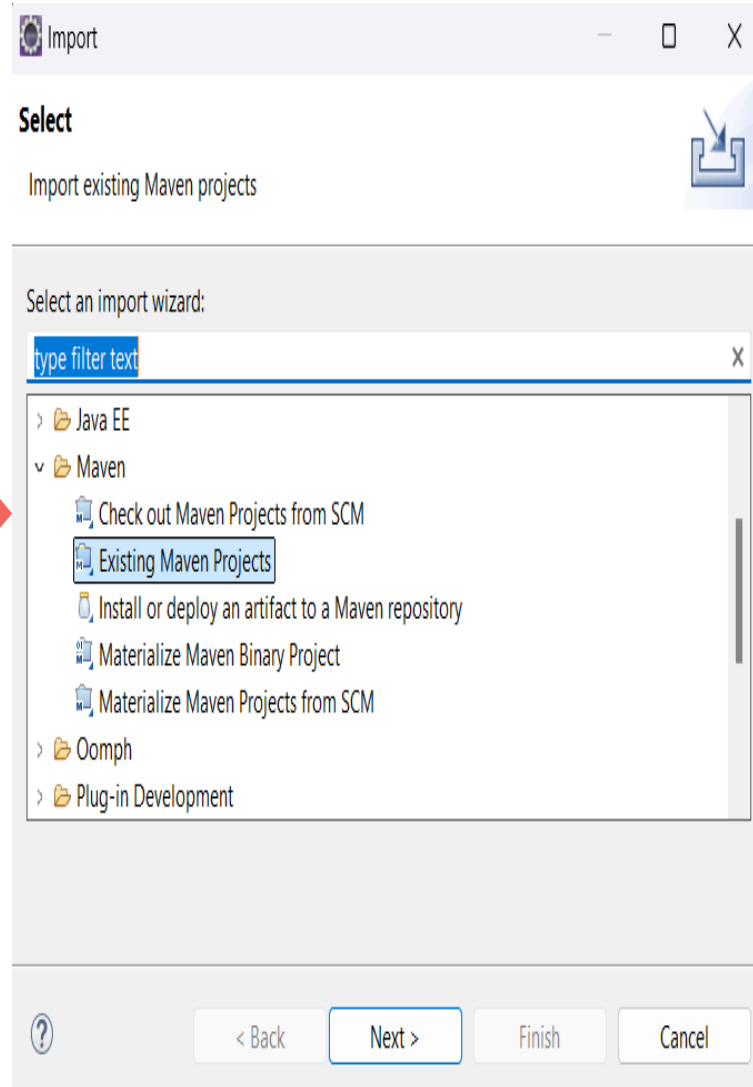 Import
Select
Import existing Maven projects
Select an import wizard:
type filter text
Java EE
Maven
Check out Maven Projects from SCM
Existing Maven Projects
Install or deploy an artifact to a Maven repository
Materialize Maven Binary Project
Materialize Maven Projects from SCM
Oomph
Plug-in Development
< Back Next > Finish Cancel